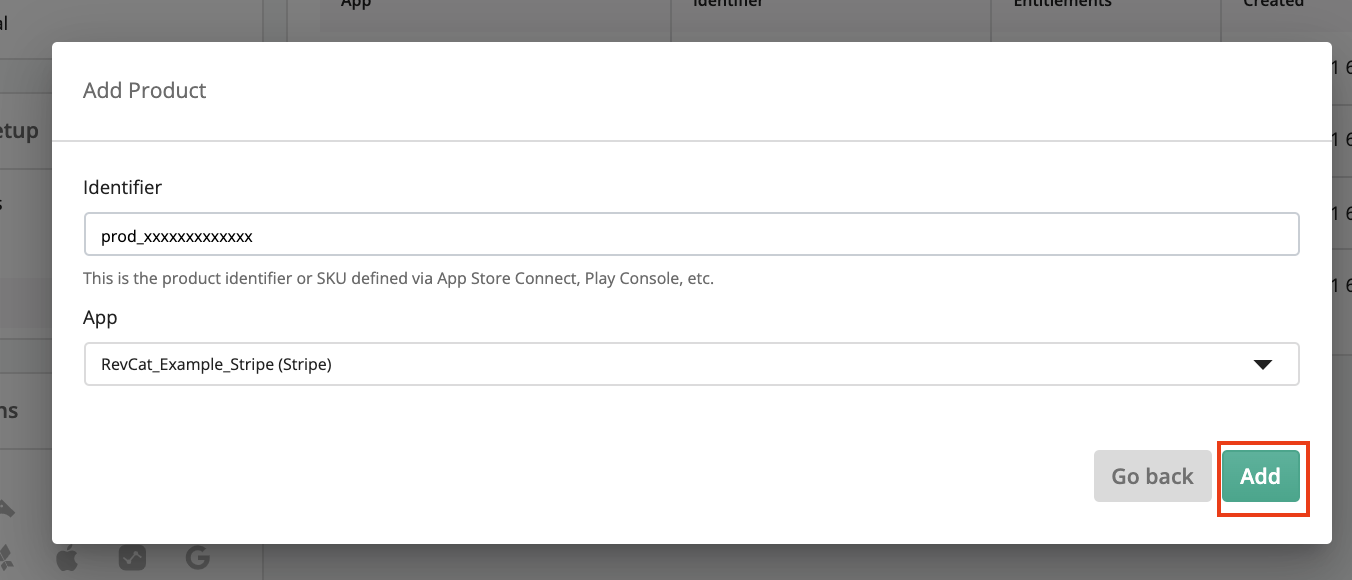 App Identifier Entitlements Created
al
Add Product
etup
Identifier
prod_xxxxxxxxxxxxx
This is the product identifier or SKU defined via App Store Connect, Play Console, etc.
App
RevCat_Example_Stripe (Stripe)
ns
Go back Add